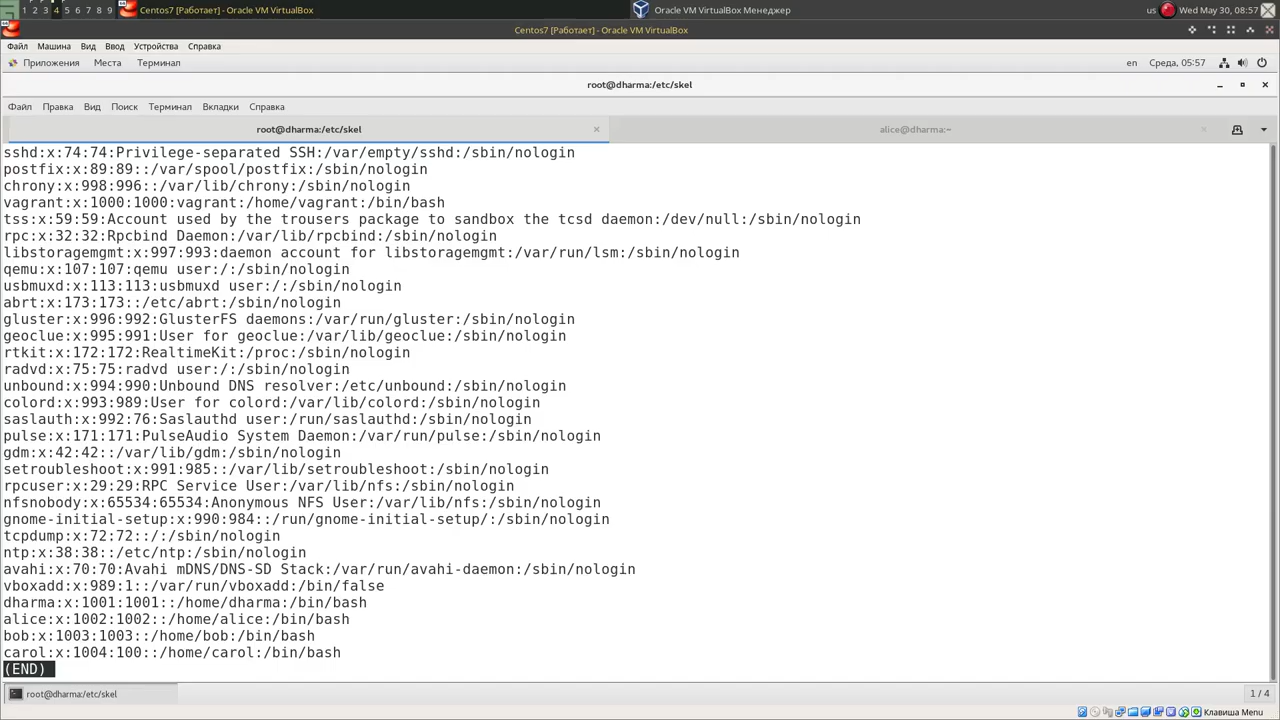 1 2 3 4 5 6 7 8 9 Centos7 [Работает] - Oracle VM VirtualBox Oracle VM VirtualBox Менеджер us Wed May 30, 08:57
Centos7 [Работает] - Oracle VM VirtualBox
Файл Машина Вид Ввод Устройства Справка
Приложения Места Терминал en Среда, 05:57
root@dharma:/etc/skel
Файл Правка Вид Поиск Терминал Вкладки Справка
root@dharma:/etc/skel × alice@dharma:~ ×
sshd:x:74:74:Privilege-separated SSH:/var/empty/sshd:/sbin/nologin
postfix:x:89:89::/var/spool/postfix:/sbin/nologin
chrony:x:998:996::/var/lib/chrony:/sbin/nologin
vagrant:x:1000:1000:vagrant:/home/vagrant:/bin/bash
tss:x:59:59:Account used by the trousers package to sandbox the tcsd daemon:/dev/null:/sbin/nologin
rpc:x:32:32:Rpcbind Daemon:/var/lib/rpcbind:/sbin/nologin
libstoragemgmt:x:997:993:daemon account for libstoragemgmt:/var/run/lsm:/sbin/nologin
qemu:x:107:107:qemu user:/:/sbin/nologin
usbmuxd:x:113:113:usbmuxd user:/:/sbin/nologin
abrt:x:173:173::/etc/abrt:/sbin/nologin
gluster:x:996:992:GlusterFS daemons:/var/run/gluster:/sbin/nologin
geoclue:x:995:991:User for geoclue:/var/lib/geoclue:/sbin/nologin
rtkit:x:172:172:RealtimeKit:/proc:/sbin/nologin
radvd:x:75:75:radvd user:/:/sbin/nologin
unbound:x:994:990:Unbound DNS resolver:/etc/unbound:/sbin/nologin
colord:x:993:989:User for colord:/var/lib/colord:/sbin/nologin
saslauth:x:992:76:Saslauthd user:/run/saslauthd:/sbin/nologin
pulse:x:171:171:PulseAudio System Daemon:/var/run/pulse:/sbin/nologin
gdm:x:42:42::/var/lib/gdm:/sbin/nologin
setroubleshoot:x:991:985::/var/lib/setroubleshoot:/sbin/nologin
rpcuser:x:29:29:RPC Service User:/var/lib/nfs:/sbin/nologin
nfsnobody:x:65534:65534:Anonymous NFS User:/var/lib/nfs:/sbin/nologin
gnome-initial-setup:x:990:984::/run/gnome-initial-setup/:/sbin/nologin
tcpdump:x:72:72::/:/sbin/nologin
ntp:x:38:38::/etc/ntp:/sbin/nologin
avahi:x:70:70:Avahi mDNS/DNS-SD Stack:/var/run/avahi-daemon:/sbin/nologin
vboxadd:x:989:1::/var/run/vboxadd:/bin/false
dharma:x:1001:1001::/home/dharma:/bin/bash
alice:x:1002:1002::/home/alice:/bin/bash
bob:x:1003:1003::/home/bob:/bin/bash
carol:x:1004:100::/home/carol:/bin/bash
(END)
root@dharma:/etc/skel 1 / 4
Клавиша Menu